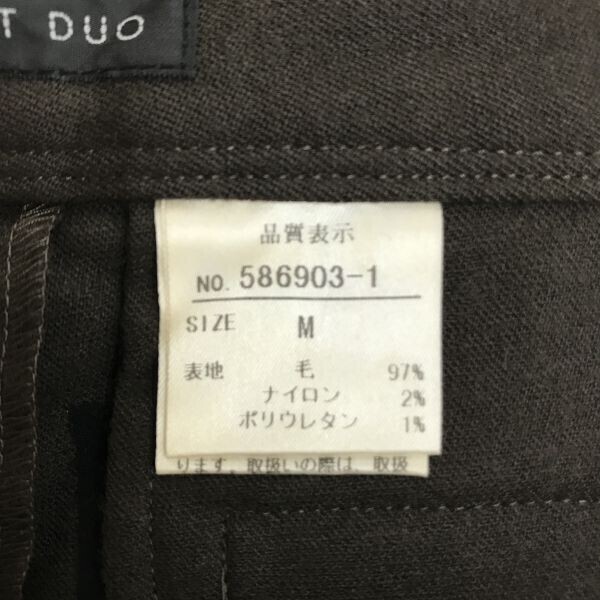 T DUO
品質表示
NO. 586903-1
SIZE M
表地 毛 97%
ナイロン 2%
ポリウレタン 1%
ります。取扱いの際は、取扱